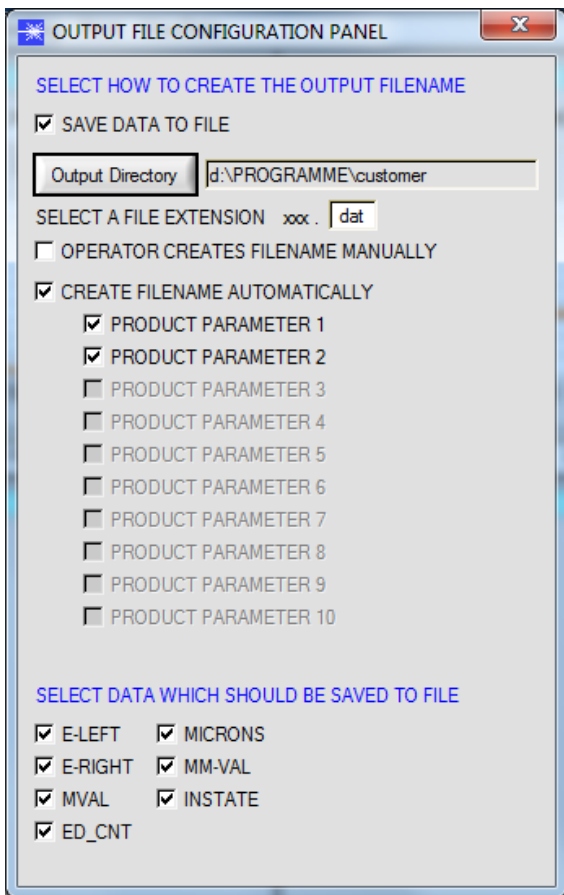 OUTPUT FILE CONFIGURATION PANEL
SELECT HOW TO CREATE THE OUTPUT FILENAME
SAVE DATA TO FILE
Output Directory d:\PROGRAMME\customer
SELECT A FILE EXTENSION xxx . dat
OPERATOR CREATES FILENAME MANUALLY
CREATE FILENAME AUTOMATICALLY
PRODUCT PARAMETER 1
PRODUCT PARAMETER 2
PRODUCT PARAMETER 3
PRODUCT PARAMETER 4
PRODUCT PARAMETER 5
PRODUCT PARAMETER 6
PRODUCT PARAMETER 7
PRODUCT PARAMETER 8
PRODUCT PARAMETER 9
PRODUCT PARAMETER 10
SELECT DATA WHICH SHOULD BE SAVED TO FILE
E-LEFT MICRONS
E-RIGHT MM-VAL
MVAL INSTATE
ED_CNT